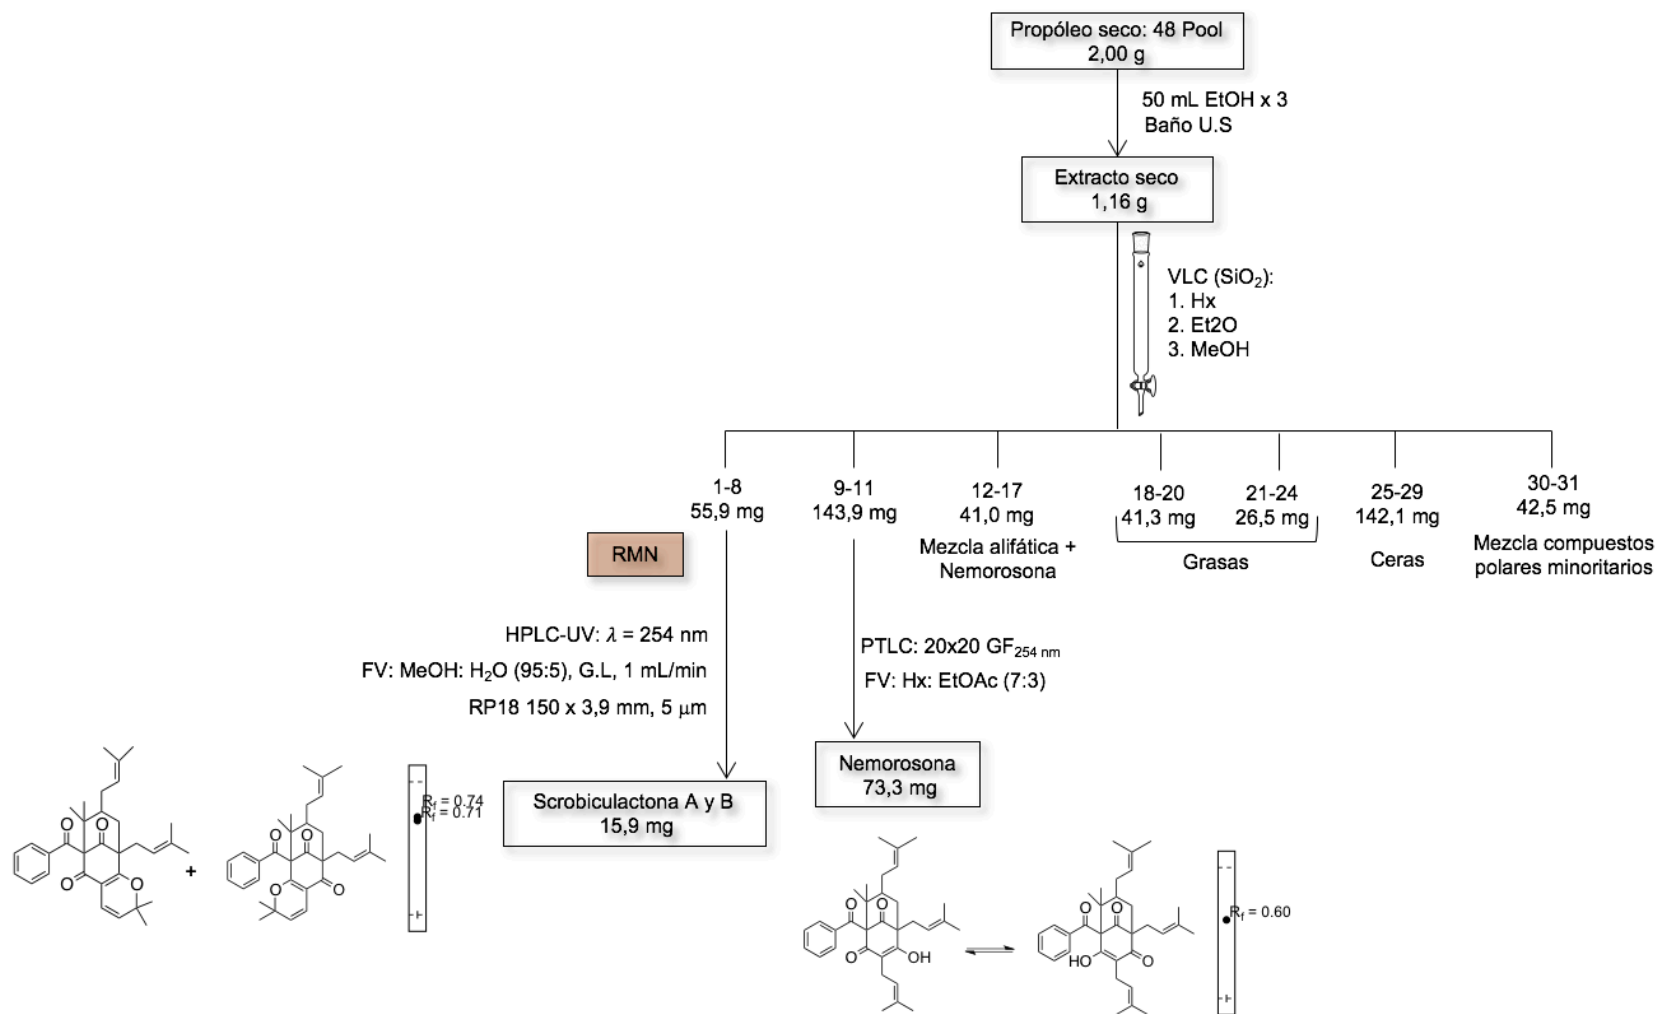 Propóleo seco: 48 Pool
2,00 g
50 mL EtOH x 3
Baño U.S
Extracto seco
1,16 g
VLC (SiO2):
1. Hx
2. Et2O
3. MeOH
1-8
55,9 mg
9-11
143,9 mg
12-17
41,0 mg
Mezcla alifática +
Nemorosona
18-20
41,3 mg
21-24
26,5 mg
Grasas
25-29
142,1 mg
Ceras
30-31
42,5 mg
Mezcla compuestos
polares minoritarios
RMN
HPLC-UV: λ = 254 nm
FV: MeOH: H2O (95:5), G.L, 1 mL/min
RP18 150 x 3,9 mm, 5 μm
PTLC: 20x20 GF254 nm
FV: Hx: EtOAc (7:3)
Scrobiculactona A y B
15,9 mg
Nemorosona
73,3 mg
Rf = 0.74
Rf = 0.71
O
O
O
O
+
O
O
O
O
O
O
O
OH
O
O
HO
O
Rf = 0.60